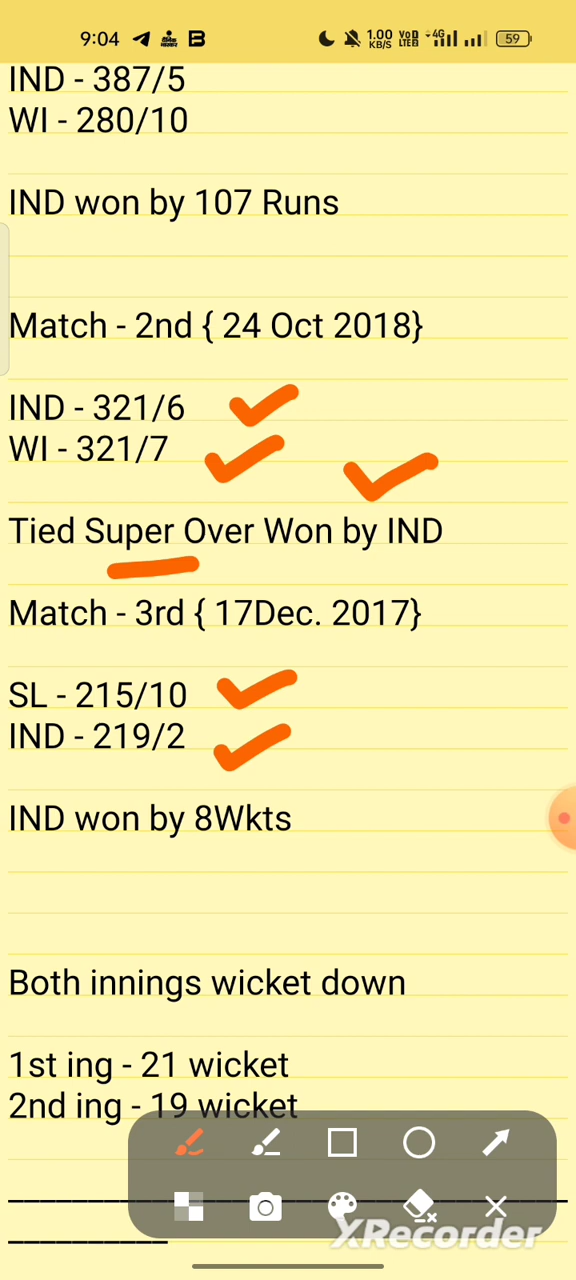 9:04
1.00 KB/S VoD LTE2 4G 59
IND - 387/5
WI - 280/10
IND won by 107 Runs
Match - 2nd { 24 Oct 2018}
IND - 321/6
WI - 321/7
Tied Super Over Won by IND
Match - 3rd { 17Dec. 2017}
SL - 215/10
IND - 219/2
IND won by 8Wkts
Both innings wicket down
1st ing - 21 wicket
2nd ing - 19 wicket
XRecorder